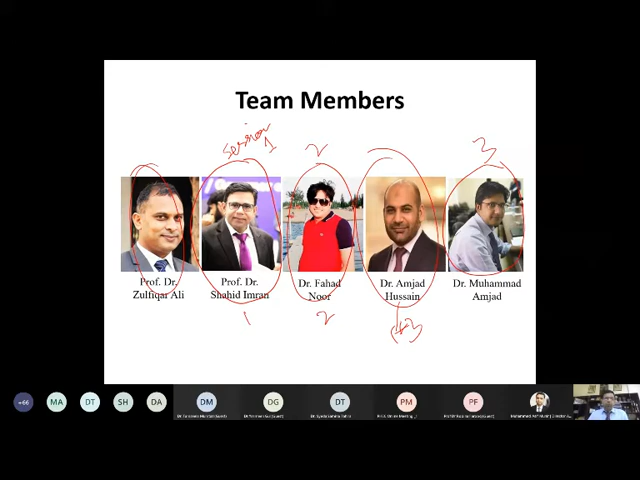 Team Members
Session
1
2
3
Prof. Dr.
Zulfiqar Ali
Prof. Dr.
Shahid Imran
Dr. Fahad
Noor
Dr. Amjad
Hussain
Dr. Muhammad
Amjad
1
2
+66
MA
DT
SH
DA
DM
DG
DT
PM
PF